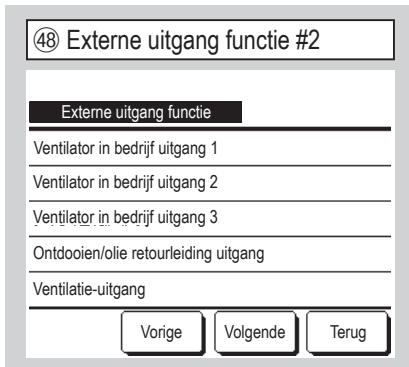 ㊽ Externe uitgang functie #2
Externe uitgang functie
Ventilator in bedrijf uitgang 1
Ventilator in bedrijf uitgang 2
Ventilator in bedrijf uitgang 3
Ontdooien/olie retourleiding uitgang
Ventilatie-uitgang
Vorige Volgende Terug